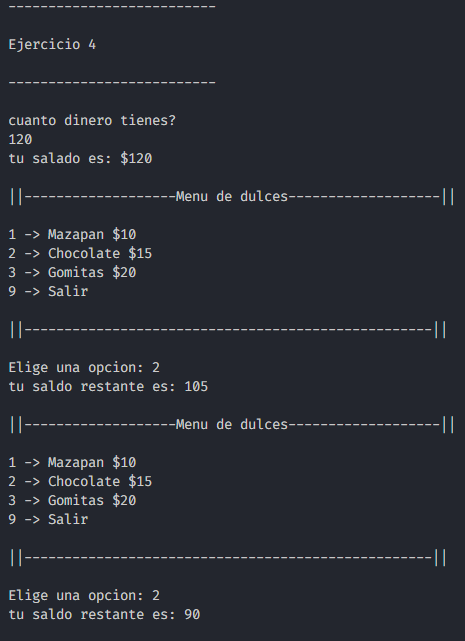 --------------------------
Ejercicio 4
--------------------------
cuanto dinero tienes?
120
tu salado es: $120
||-------------------Menu de dulces-------------------||
1 -> Mazapan $10
2 -> Chocolate $15
3 -> Gomitas $20
9 -> Salir
||---------------------------------------------------||
Elige una opcion: 2
tu saldo restante es: 105
||-------------------Menu de dulces-------------------||
1 -> Mazapan $10
2 -> Chocolate $15
3 -> Gomitas $20
9 -> Salir
||---------------------------------------------------||
Elige una opcion: 2
tu saldo restante es: 90